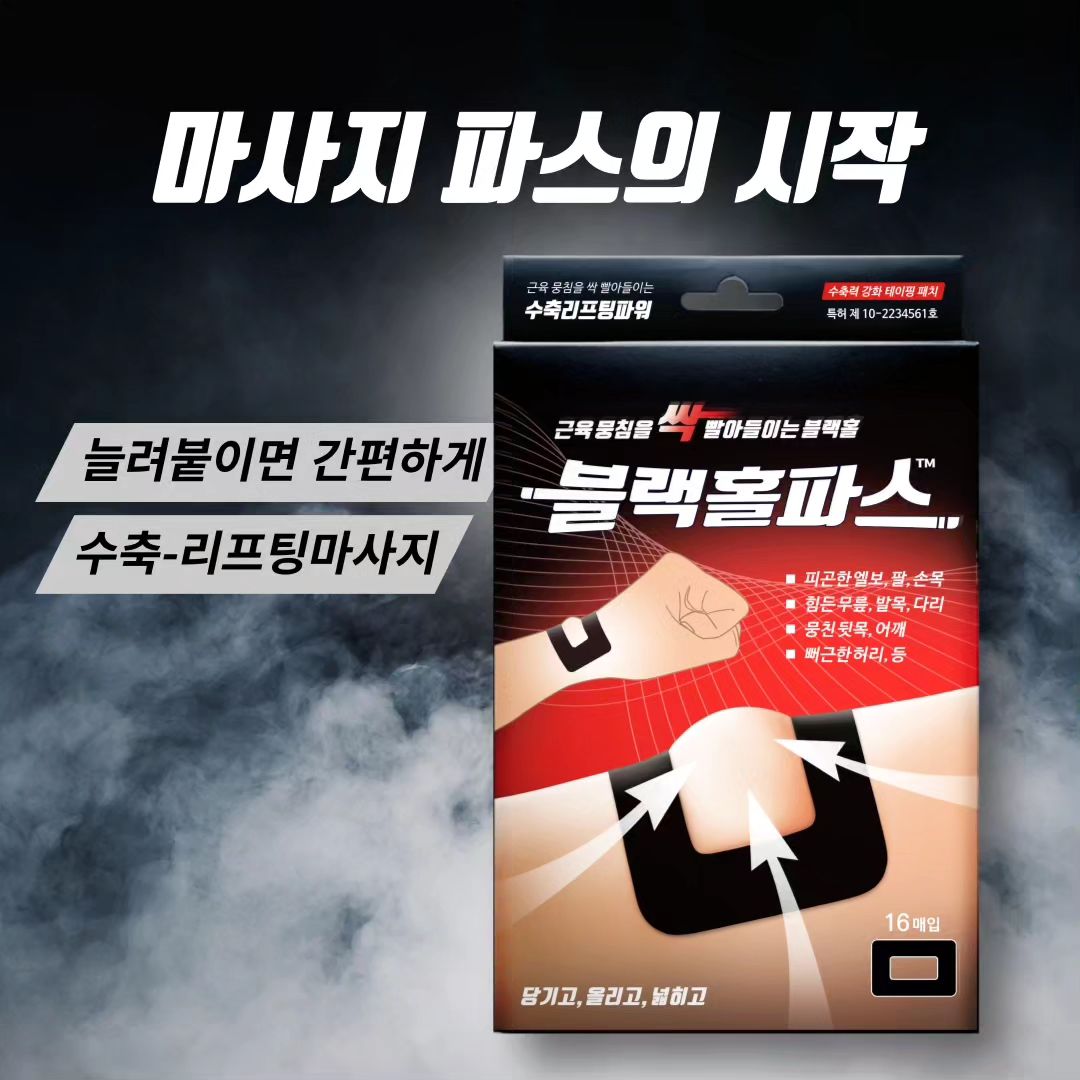 마사지 파스의 시작
근육 뭉침을 싹 빨아들이는
수축리프팅파워
수축력 강화 테이핑 패치
특허 제 10-2234561호
늘려붙이면 간편하게
수축-리프팅마사지
근육 뭉침을 싹 빨아들이는 블랙홀
블랙홀파스™
■ 피곤한 엘보, 팔, 손목
■ 힘든 무릎, 발목, 다리
■ 뭉친 뒷목, 어깨
■ 뻐근한 허리, 등
16매입
당기고, 올리고, 넓히고